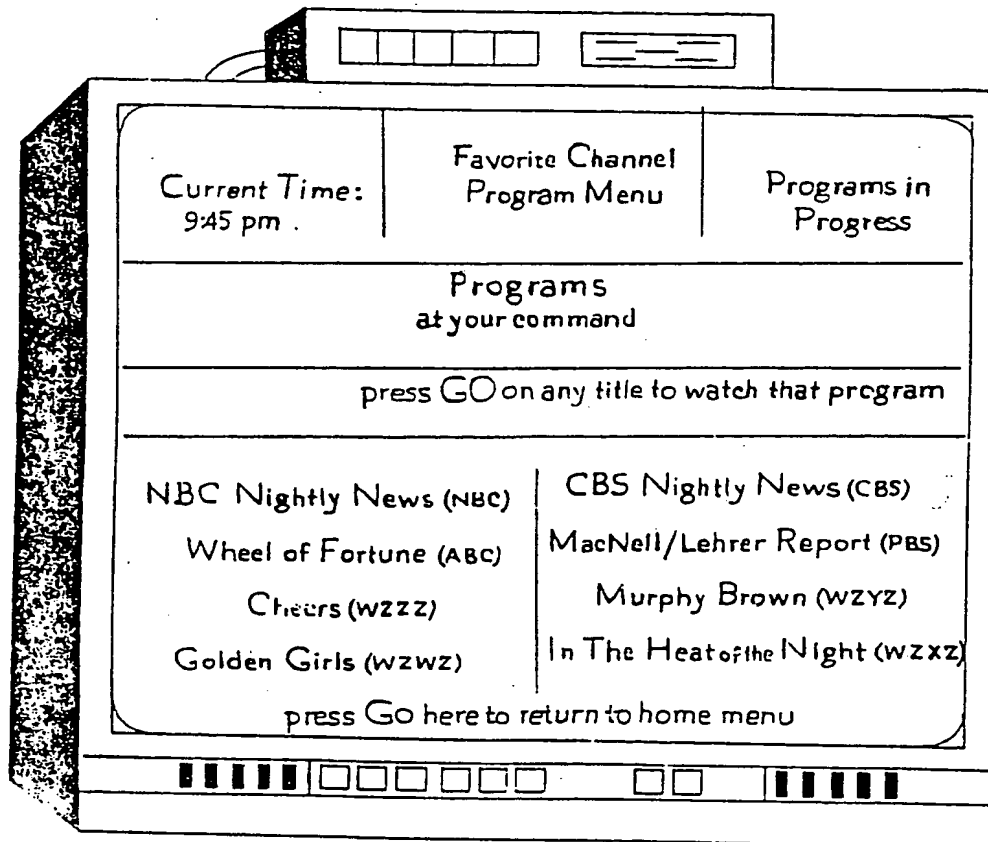 Current Time:
9:45 pm .
Favorite Channel
Program Menu
Programs in
Progress
Programs
at your command
press GO on any title to watch that program
NBC Nightly News (NBC)
Wheel of Fortune (ABC)
Cheers (WZZZ)
Golden Girls (WZWZ)
CBS Nightly News (CBS)
MacNell/Lehrer Report (PBS)
Murphy Brown (WZYZ)
In The Heat of the Night (WZXZ)
press Go here to return to home menu